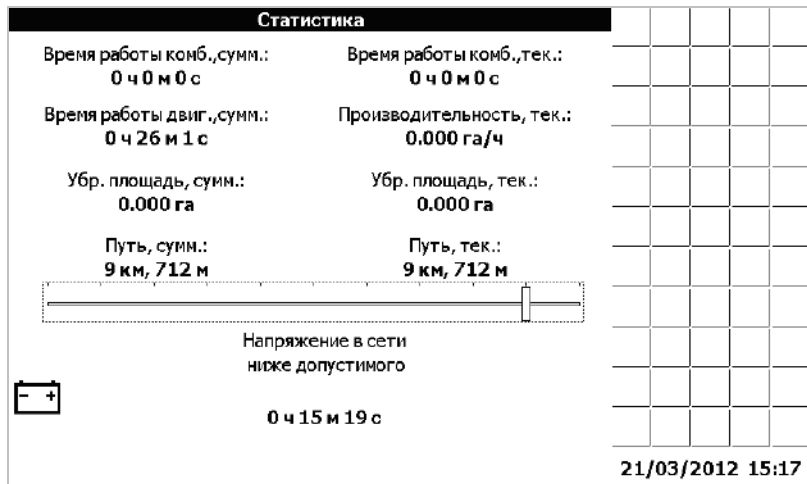 Статистика
Время работы комб.,сумм.:
0 ч 0 м 0 с
Время работы комб.,тек.:
0 ч 0 м 0 с
Время работы двиг.,сумм.:
0 ч 26 м 1 с
Производительность, тек.:
0.000 га/ч
Убр. площадь, сумм.:
0.000 га
Убр. площадь, тек.:
0.000 га
Путь, сумм.:
9 км, 712 м
Путь, тек.:
9 км, 712 м
Напряжение в сети
ниже допустимого
- +
0 ч 15 м 19 с
21/03/2012 15:17